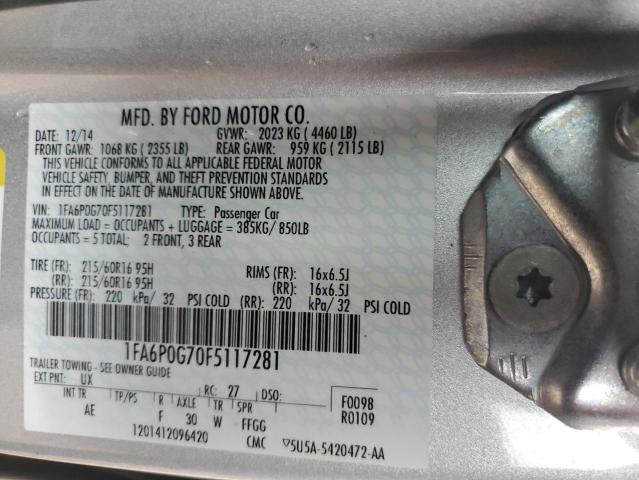 MFD. BY FORD MOTOR CO.
DATE: 12/14 GVWR: 2023 KG ( 4460 LB)
FRONT GAWR: 1068 KG ( 2355 LB) REAR GAWR: 959 KG ( 2115 LB)
THIS VEHICLE CONFORMS TO ALL APPLICABLE FEDERAL MOTOR
VEHICLE SAFETY, BUMPER, AND THEFT PREVENTION STANDARDS
IN EFFECT ON THE DATE OF MANUFACTURE SHOWN ABOVE.
VIN: 1FA6P0G70F5117281 TYPE: Passenger Car
MAXIMUM LOAD = OCCUPANTS + LUGGAGE = 385KG/ 850LB
OCCUPANTS = 5 TOTAL: 2 FRONT, 3 REAR
TIRE (FR): 215/60R16 95H RIMS (FR): 16x6.5J
(RR): 215/60R16 95H (RR): 16x6.5J
PRESSURE (FR): 220 kPa/ 32 PSI COLD (RR): 220 kPa/ 32 PSI COLD
1FA6P0G70F5117281
TRAILER TOWING - SEE OWNER GUIDE
EXT PNT: UX RC: 27 DSO: F0098
INT TR TP/PS R AXLE TR SPR R0109
AE F 30 W FFGG
1201412096420 CMC ▽5U5A-5420472-AA